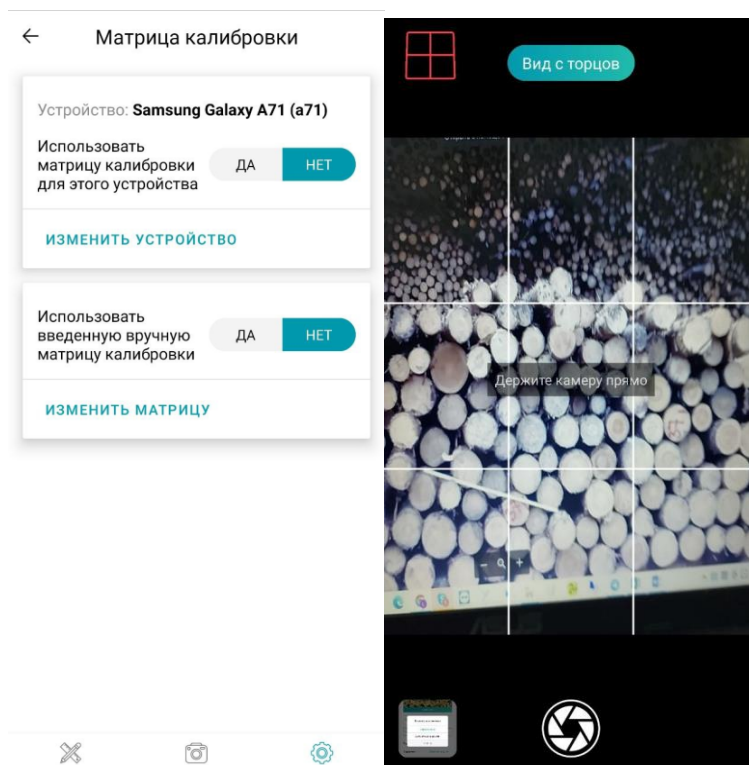 Матрица калибровки
Устройство: Samsung Galaxy A71 (a71)
Использовать
матрицу калибровки
для этого устройства
ДА
НЕТ
ИЗМЕНИТЬ УСТРОЙСТВО
Использовать
введенную вручную
матрицу калибровки
ДА
НЕТ
ИЗМЕНИТЬ МАТРИЦУ
Вид с торцов
Держите камеру прямо